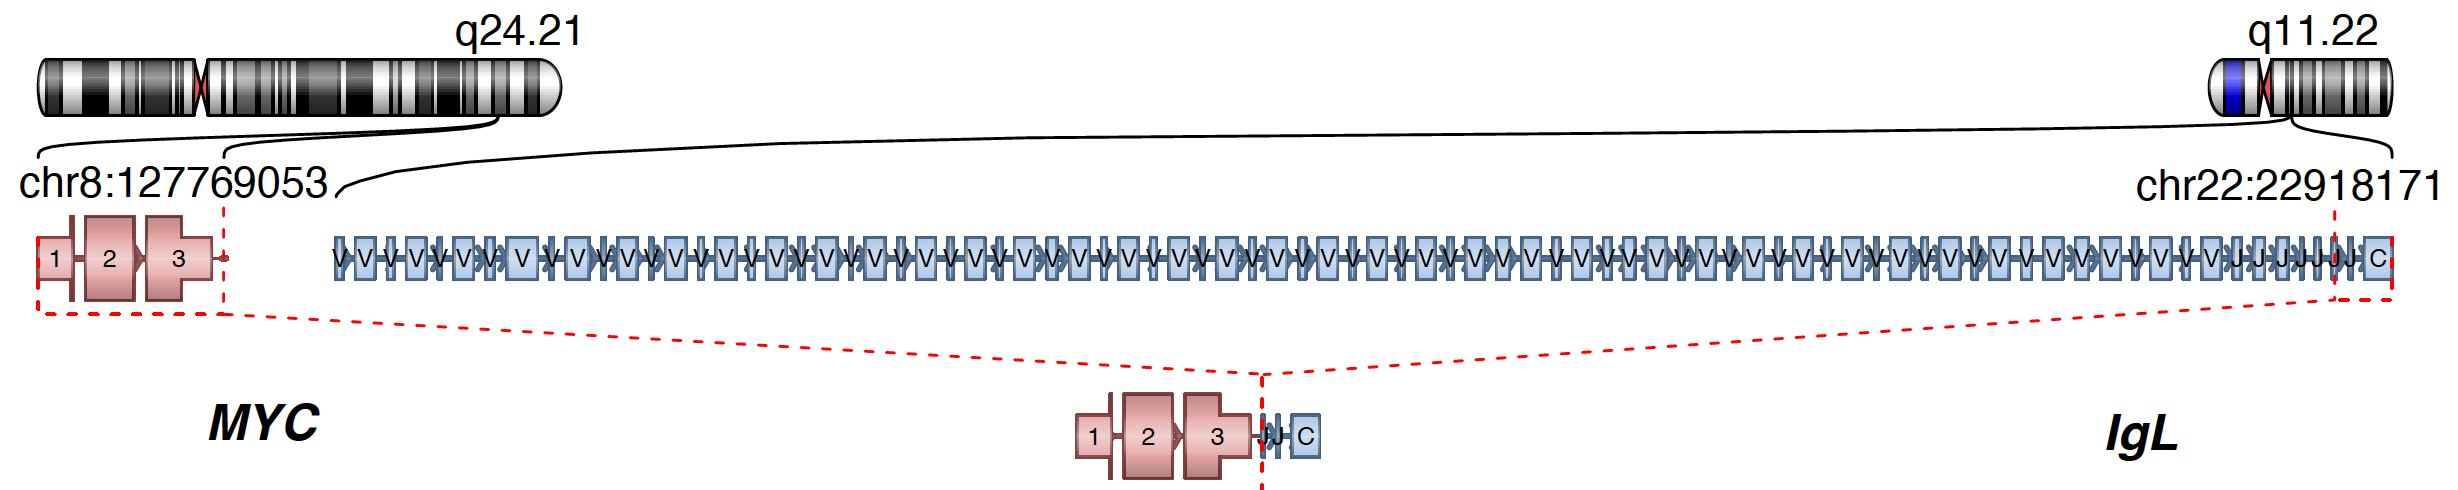 q24.21 q11.22
chr8:127769053 chr22:22918171
1 2 3 V V V V V V V V V V V V V V V V V V V V V V V V V V V V V V V V V V V V V V V V V V V V V V V V V V V V V V V V V V V V V V V V V V V V V V V V V V V J J J J J J J C
MYC IgL
1 2 3 J J C